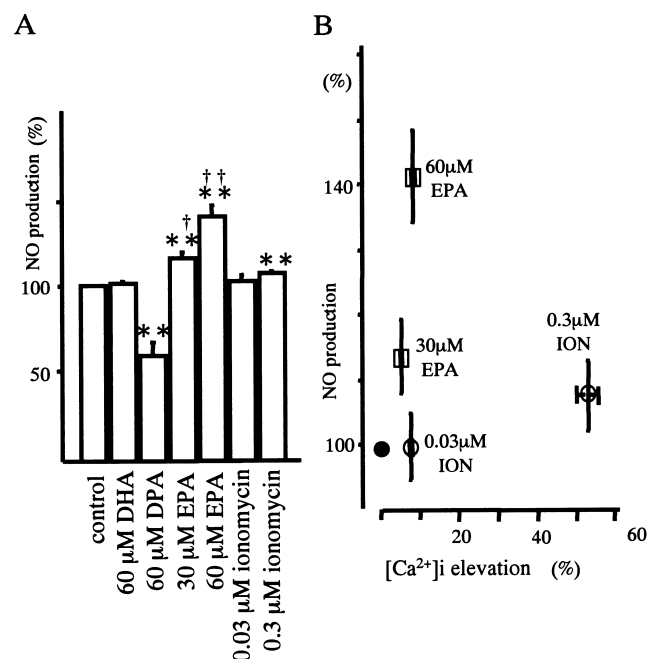 A
NO production (%)
100
50
* *
†
* *
† †
* *
* *
control
60 μM DHA
60 μM DPA
30 μM EPA
60 μM EPA
0.03 μM ionomycin
0.3 μM ionomycin
B
(%)
NO production
140
100
60μM
EPA
30μM
EPA
0.3μM
ION
0.03μM
ION
20
40
60
[Ca²⁺]i elevation (%)